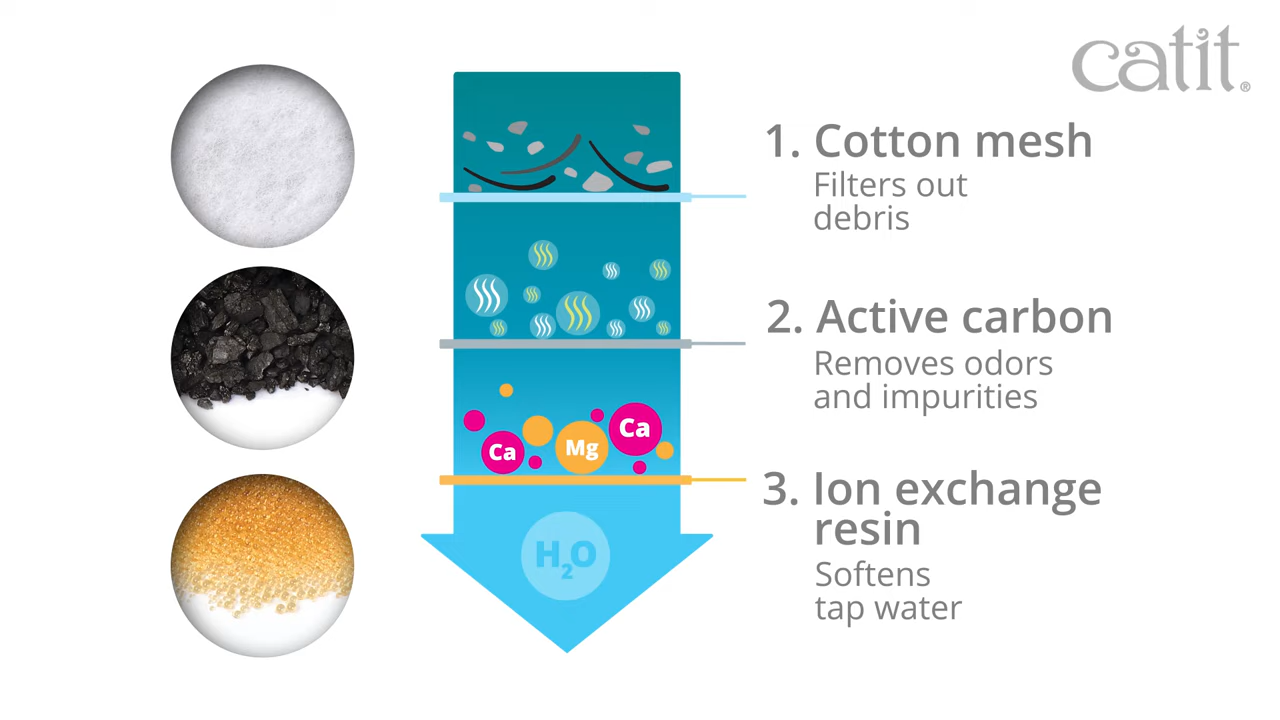 catit®
1. Cotton mesh
Filters out
debris
2. Active carbon
Removes odors
and impurities
Ca
Ca
Mg
3. Ion exchange
resin
Softens
tap water
H₂O